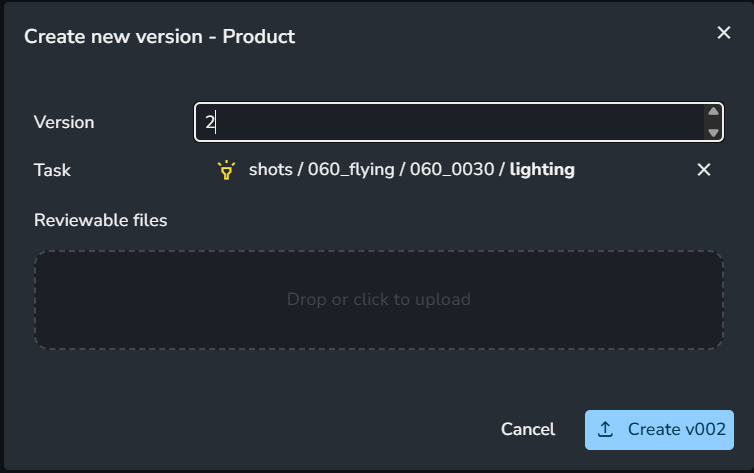 Create new version - Product
Version 2
Task shots / 060_flying / 060_0030 / lighting
Reviewable files
Drop or click to upload
Cancel Create v002